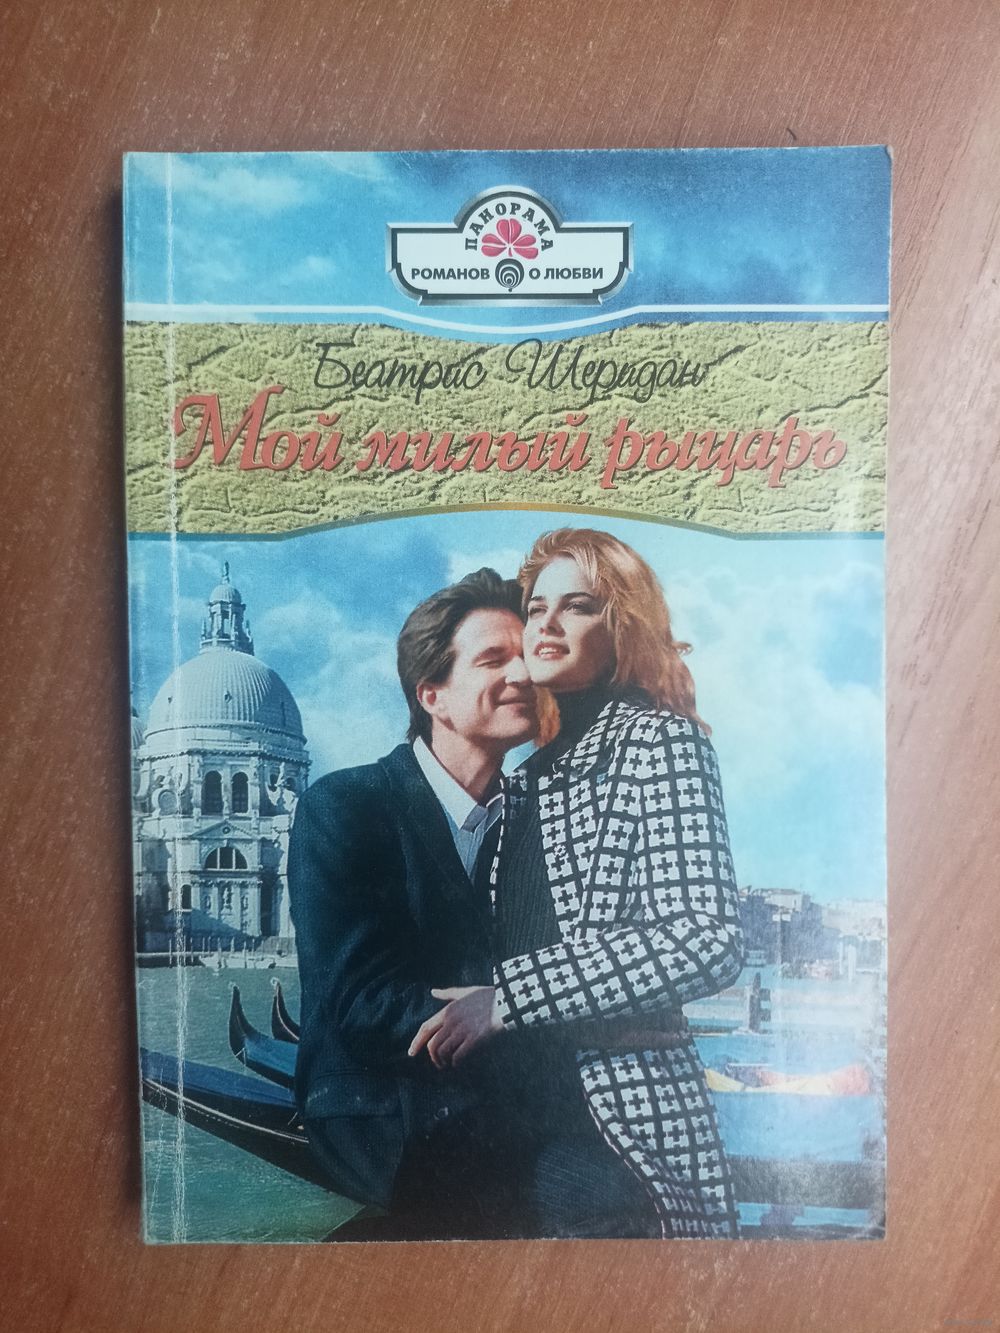 ПАНОРАМА
РОМАНОВ О ЛЮБВИ
Беатрис Шеридан
Мой милый рыцарь